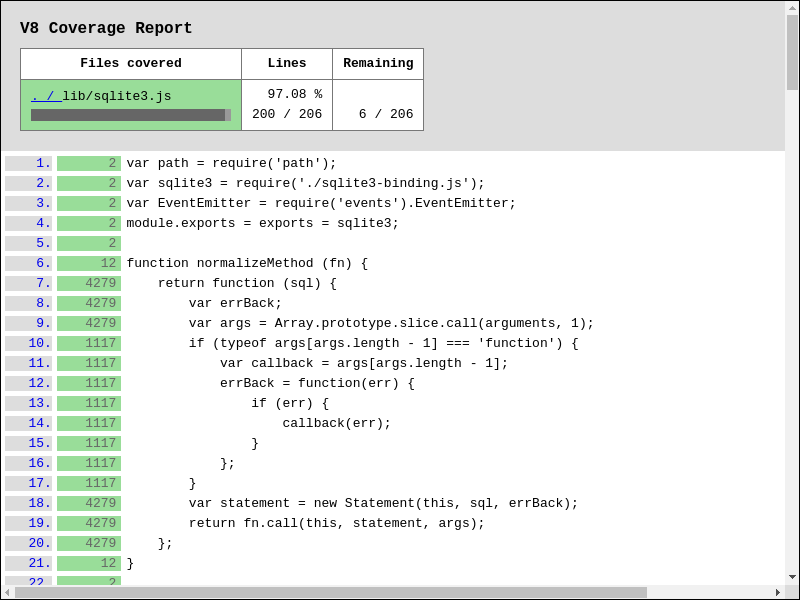 V8 Coverage Report
Files covered Lines Remaining
. / lib/sqlite3.js 97.08 %
200 / 206 6 / 206
1. 2 var path = require('path');
2. 2 var sqlite3 = require('./sqlite3-binding.js');
3. 2 var EventEmitter = require('events').EventEmitter;
4. 2 module.exports = exports = sqlite3;
5. 2
6. 12 function normalizeMethod (fn) {
7. 4279     return function (sql) {
8. 4279         var errBack;
9. 4279         var args = Array.prototype.slice.call(arguments, 1);
10. 1117         if (typeof args[args.length - 1] === 'function') {
11. 1117             var callback = args[args.length - 1];
12. 1117             errBack = function(err) {
13. 1117                 if (err) {
14. 1117                     callback(err);
15. 1117                 }
16. 1117             };
17. 1117         }
18. 4279         var statement = new Statement(this, sql, errBack);
19. 4279         return fn.call(this, statement, args);
20. 4279     };
21. 12 }
22. 2